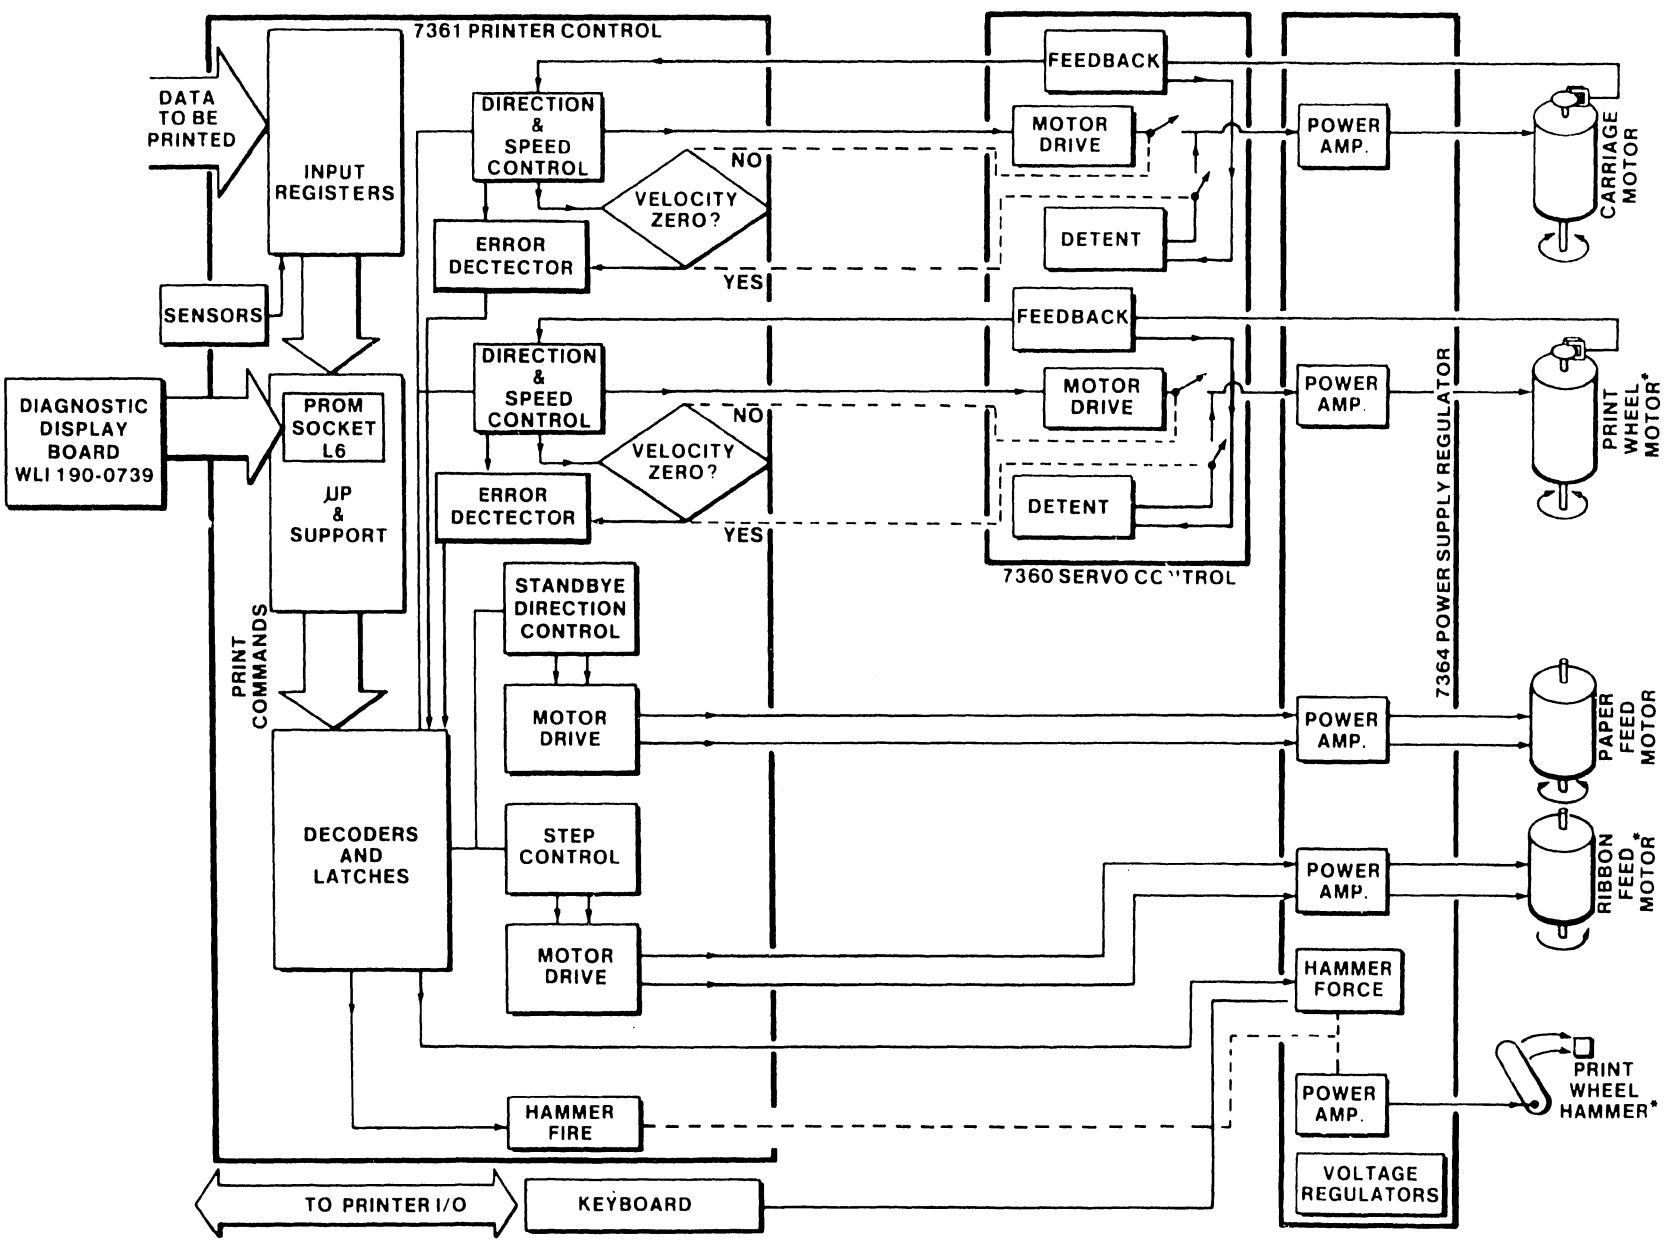 7361 PRINTER CONTROL
DATA
TO BE
PRINTED
INPUT
REGISTERS
SENSORS
DIAGNOSTIC
DISPLAY
BOARD
WLI 190-0739
PROM
SOCKET
L6
UP
&
SUPPORT
PRINT
COMMANDS
DECODERS
AND
LATCHES
DIRECTION
&
SPEED
CONTROL
VELOCITY
ZERO?
NO
YES
ERROR
DECTECTOR
DIRECTION
&
SPEED
CONTROL
VELOCITY
ZERO?
NO
YES
ERROR
DECTECTOR
STANDBYE
DIRECTION
CONTROL
MOTOR
DRIVE
STEP
CONTROL
MOTOR
DRIVE
HAMMER
FIRE
TO PRINTER I/O
KEYBOARD
FEEDBACK
MOTOR
DRIVE
DETENT
FEEDBACK
MOTOR
DRIVE
DETENT
7360 SERVO CC''TROL
7364 POWER SUPPLY REGULATOR
POWER
AMP.
POWER
AMP.
POWER
AMP.
POWER
AMP.
HAMMER
FORCE
POWER
AMP.
VOLTAGE
REGULATORS
CARRIAGE
MOTOR
PRINT
WHEEL
MOTOR*
PAPER
FEED
MOTOR
RIBBON
FEED
MOTOR*
PRINT
WHEEL
HAMMER*